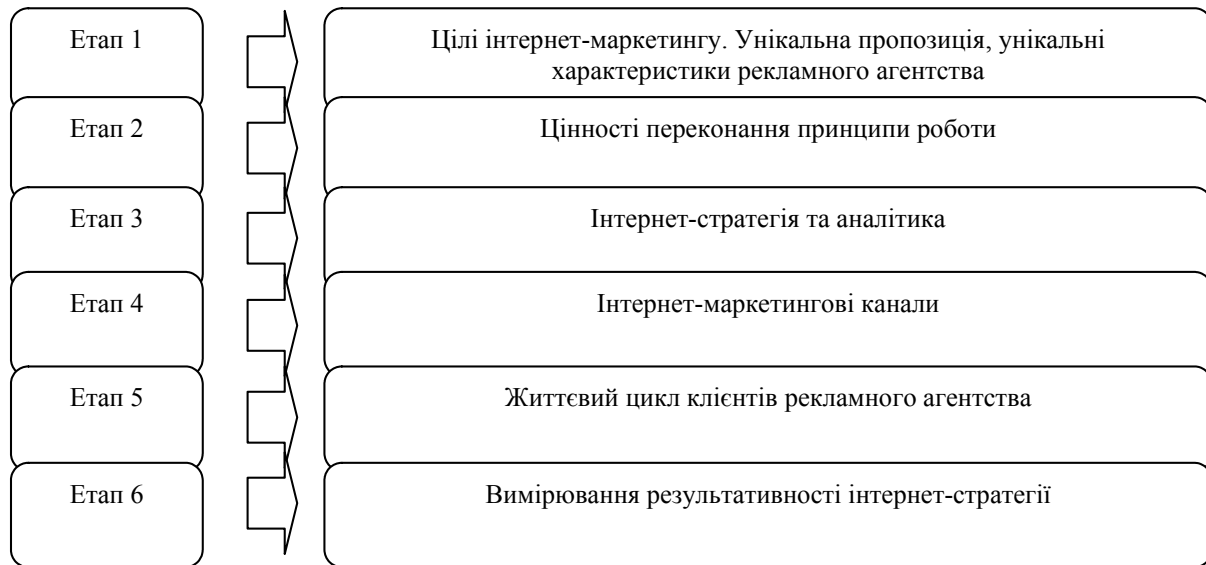 Етап 1
Цілі інтернет-маркетингу. Унікальна пропозиція, унікальні
характеристики рекламного агентства
Етап 2
Цінності переконання принципи роботи
Етап 3
Інтернет-стратегія та аналітика
Етап 4
Інтернет-маркетингові канали
Етап 5
Життєвий цикл клієнтів рекламного агентства
Етап 6
Вимірювання результативності інтернет-стратегії